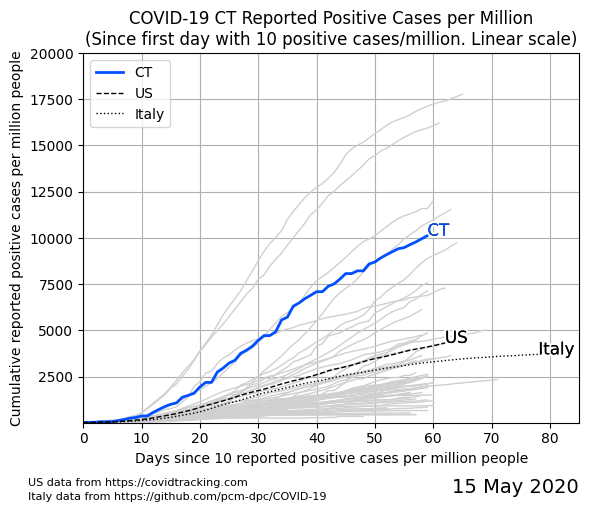 COVID-19 CT Reported Positive Cases per Million
(Since first day with 10 positive cases/million. Linear scale)
Cumulative reported positive cases per million people
20000
17500
15000
12500
10000
7500
5000
2500
CT
US
Italy
CT
US
Italy
0
10
20
30
40
50
60
70
80
Days since 10 reported positive cases per million people
US data from https://covidtracking.com
Italy data from https://github.com/pcm-dpc/COVID-19
15 May 2020